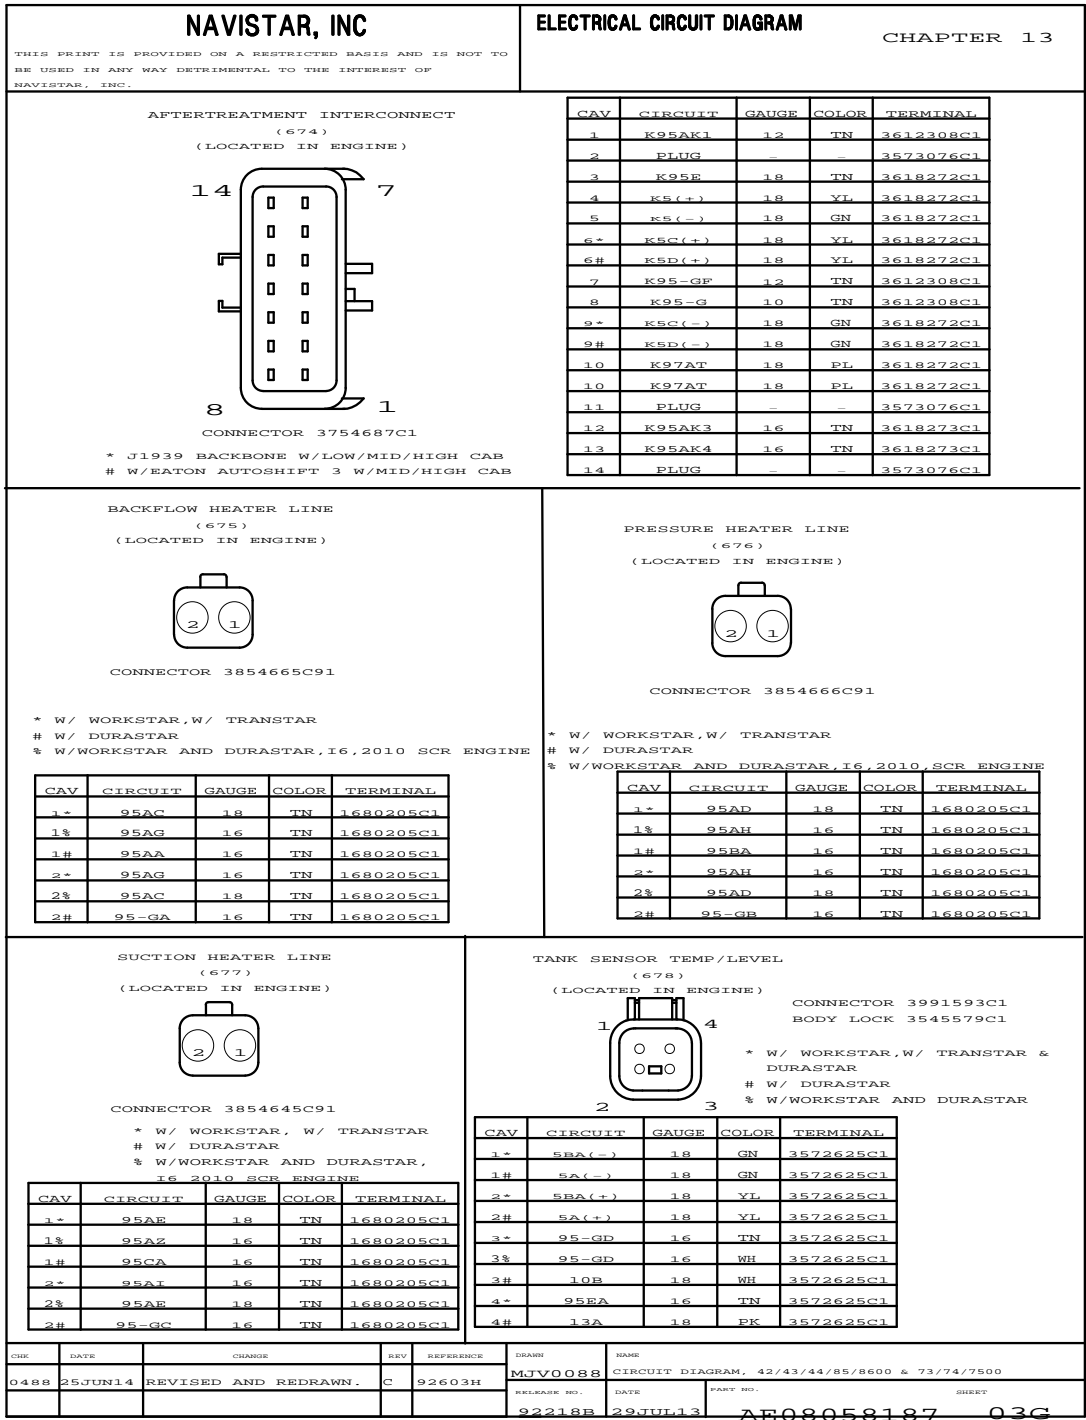 NAVISTAR, INC
THIS PRINT IS PROVIDED ON A RESTRICTED BASIS AND IS NOT TO
BE USED IN ANY WAY DETRIMENTAL TO THE INTEREST OF
NAVISTAR, INC.
ELECTRICAL CIRCUIT DIAGRAM
CHAPTER 13
AFTERTREATMENT INTERCONNECT
(674)
(LOCATED IN ENGINE)
14 7
8 1
CONNECTOR 3754687C1
* J1939 BACKBONE W/LOW/MID/HIGH CAB
# W/EATON AUTOSHIFT 3 W/MID/HIGH CAB
CAV CIRCUIT GAUGE COLOR TERMINAL
1 K95AK1 12 TN 3612308C1
2 PLUG – – 3573076C1
3 K95E 18 TN 3618272C1
4 K5(+) 18 YL 3618272C1
5 K5(-) 18 GN 3618272C1
6* K5C(+) 18 YL 3618272C1
6# K5D(+) 18 YL 3618272C1
7 K95-GF 12 TN 3612308C1
8 K95-G 10 TN 3612308C1
9* K5C(-) 18 GN 3618272C1
9# K5D(-) 18 GN 3618272C1
10 K97AT 18 PL 3618272C1
10 K97AT 18 PL 3618272C1
11 PLUG – – 3573076C1
12 K95AK3 16 TN 3618273C1
13 K95AK4 16 TN 3618273C1
14 PLUG – – 3573076C1
BACKFLOW HEATER LINE
(675)
(LOCATED IN ENGINE)
2 1
CONNECTOR 3854665C91
* W/ WORKSTAR,W/ TRANSTAR
# W/ DURASTAR
% W/WORKSTAR AND DURASTAR,I6,2010 SCR ENGINE
CAV CIRCUIT GAUGE COLOR TERMINAL
1* 95AC 18 TN 1680205C1
1% 95AG 16 TN 1680205C1
1# 95AA 16 TN 1680205C1
2* 95AG 16 TN 1680205C1
2% 95AC 18 TN 1680205C1
2# 95-GA 16 TN 1680205C1
PRESSURE HEATER LINE
(676)
(LOCATED IN ENGINE)
2 1
CONNECTOR 3854666C91
* W/ WORKSTAR,W/ TRANSTAR
# W/ DURASTAR
% W/WORKSTAR AND DURASTAR,I6,2010,SCR ENGINE
CAV CIRCUIT GAUGE COLOR TERMINAL
1* 95AD 18 TN 1680205C1
1% 95AH 16 TN 1680205C1
1# 95BA 16 TN 1680205C1
2* 95AH 16 TN 1680205C1
2% 95AD 18 TN 1680205C1
2# 95-GB 16 TN 1680205C1
SUCTION HEATER LINE
(677)
(LOCATED IN ENGINE)
2 1
CONNECTOR 3854645C91
* W/ WORKSTAR, W/ TRANSTAR
# W/ DURASTAR
% W/WORKSTAR AND DURASTAR,
I6 2010 SCR ENGINE
CAV CIRCUIT GAUGE COLOR TERMINAL
1* 95AE 18 TN 1680205C1
1% 95AZ 16 TN 1680205C1
1# 95CA 16 TN 1680205C1
2* 95AI 16 TN 1680205C1
2% 95AE 18 TN 1680205C1
2# 95-GC 16 TN 1680205C1
TANK SENSOR TEMP/LEVEL
(678)
(LOCATED IN ENGINE)
1 4
2 3
CONNECTOR 3991593C1
BODY LOCK 3545579C1
* W/ WORKSTAR,W/ TRANSTAR &
DURASTAR
# W/ DURASTAR
% W/WORKSTAR AND DURASTAR
CAV CIRCUIT GAUGE COLOR TERMINAL
1* 5BA(-) 18 GN 3572625C1
1# 5A(-) 18 GN 3572625C1
2* 5BA(+) 18 YL 3572625C1
2# 5A(+) 18 YL 3572625C1
3* 95-GD 16 TN 3572625C1
3% 95-GD 16 WH 3572625C1
3# 10B 18 WH 3572625C1
4* 95EA 16 TN 3572625C1
4# 13A 18 PK 3572625C1
CHK DATE CHANGE REV REFERENCE
0488 25JUN14 REVISED AND REDRAWN. C 92603H
DRAWN NAME
MJV0088 CIRCUIT DIAGRAM, 42/43/44/85/8600 & 73/74/7500
RELEASE NO. DATE PART NO. SHEET
92218B 29JUL13 AE08058187 03G